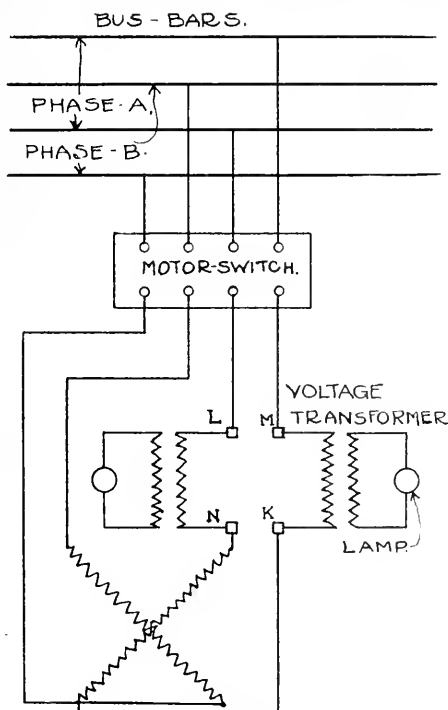 BUS-BARS.
PHASE-A.
PHASE-B.
MOTOR-SWITCH.
L
M
VOLTAGE
TRANSFORMER
N
K
LAMP.